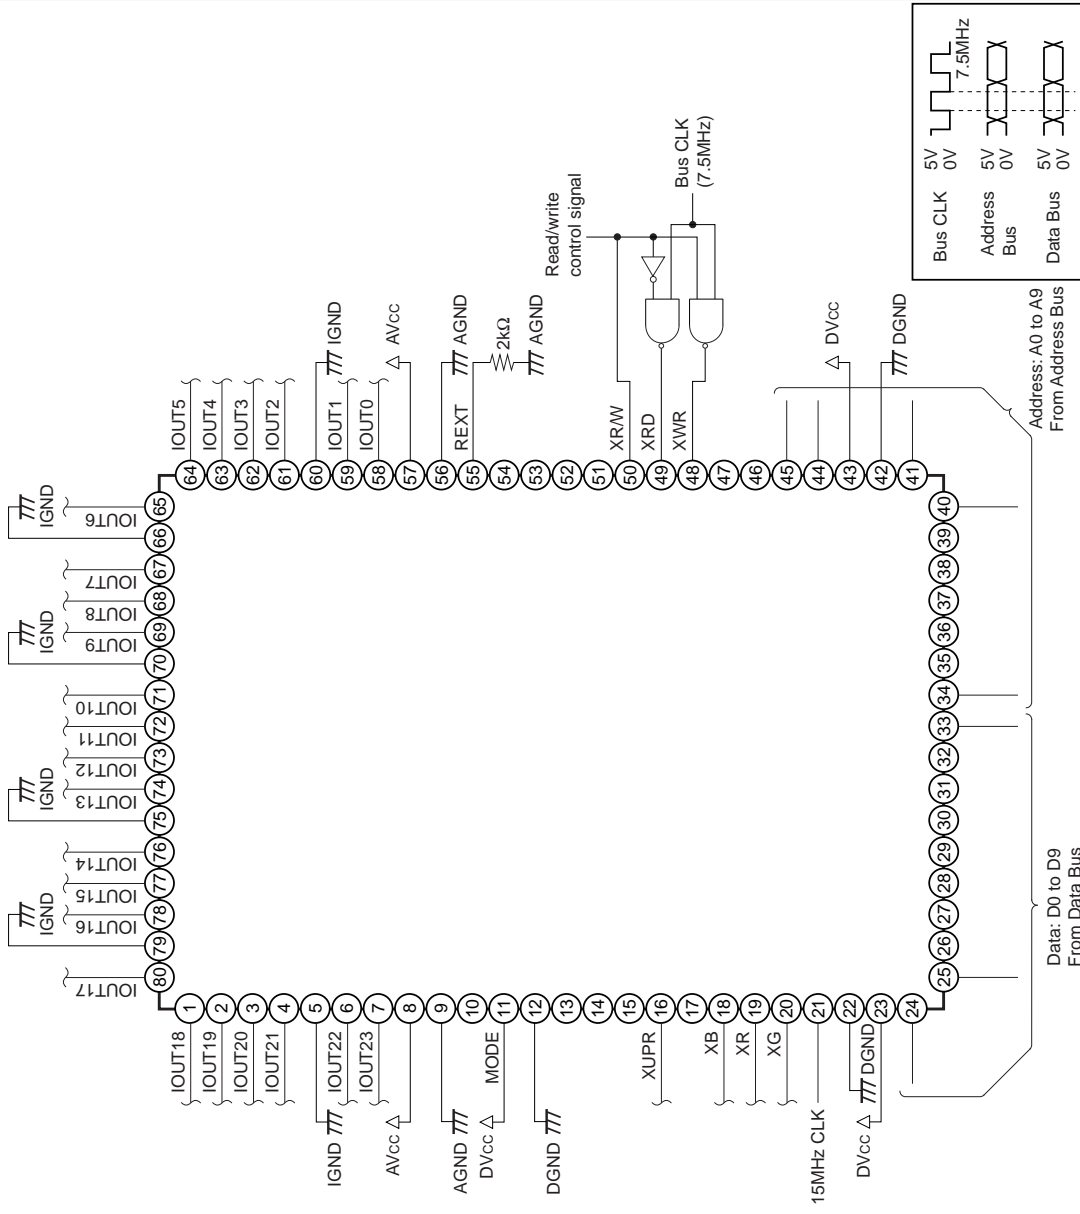 IGND
IOUT6
IOUT7
IOUT8
IGND
IOUT9
IOUT10
IOUT11
IOUT12
IGND
IOUT13
IOUT14
IOUT15
IGND
IOUT16
IOUT17
65
66
67
68
69
70
71
72
73
74
75
76
77
78
79
80
64
63
62
61
60
59
58
57
56
55
54
53
52
51
50
49
48
47
46
45
44
43
42
41
IOUT5
IOUT4
IOUT3
IOUT2
IGND
IOUT1
IOUT0
AVcc
AGND
REXT
2kΩ
AGND
XR/W
XRD
XWR
Read/write
control signal
Bus CLK
(7.5MHz)
DVcc
DGND
1
2
3
4
5
6
7
8
9
10
11
12
13
14
15
16
17
18
19
20
21
22
23
24
IOUT18
IOUT19
IOUT20
IOUT21
IGND
IOUT22
IOUT23
AVcc
AGND
MODE
DVcc
DGND
XUPR
XB
XR
XG
15MHz CLK
DGND
DVcc
40
39
38
37
36
35
34
33
32
31
30
29
28
27
26
25
Address: A0 to A9
From Address Bus
Data: D0 to D9
From Data Bus
Bus CLK
5V
0V
7.5MHz
Address
Bus
5V
0V
Data Bus
5V
0V